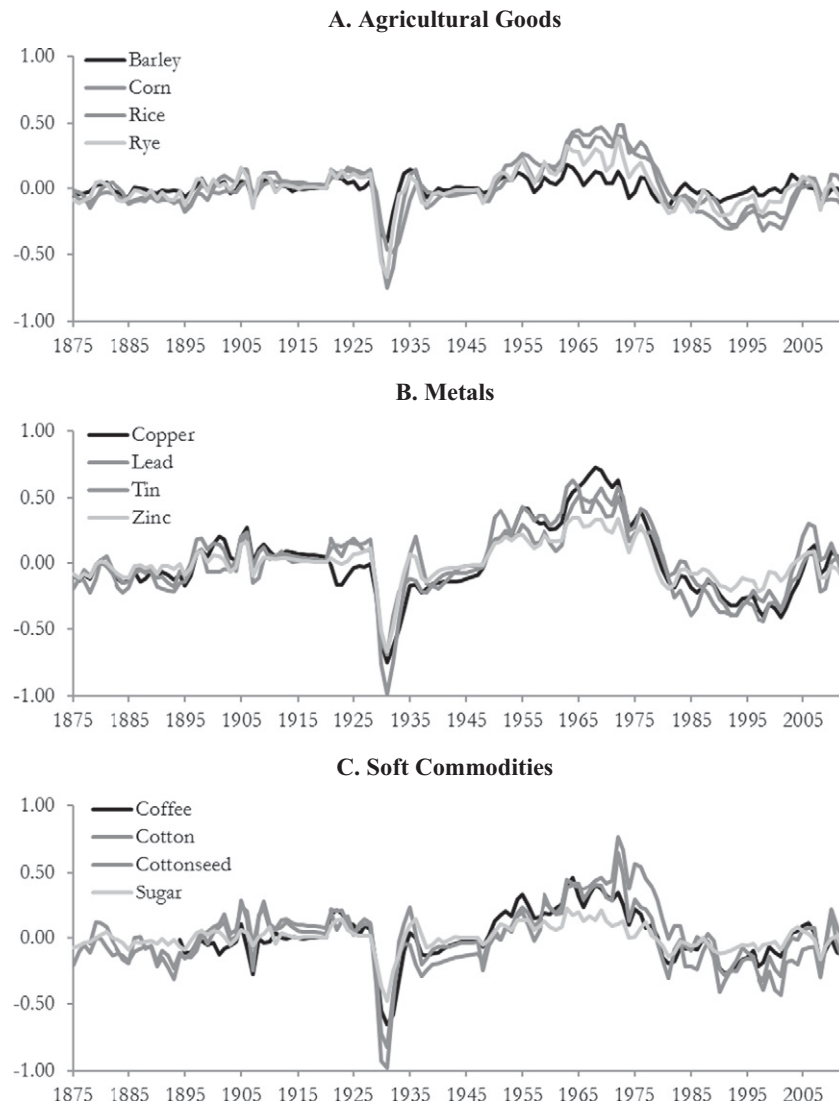 A. Agricultural Goods
1.00
Barley
Corn
0.50
Rice
Rye
0.00
-0.50
-1.00
1875 1885 1895 1905 1915 1925 1935 1945 1955 1965 1975 1985 1995 2005
B. Metals
1.00
Copper
Lead
0.50
Tin
Zinc
0.00
-0.50
-1.00
1875 1885 1895 1905 1915 1925 1935 1945 1955 1965 1975 1985 1995 2005
C. Soft Commodities
1.00
Coffee
Cotton
0.50
Cottonseed
Sugar
0.00
-0.50
-1.00
1875 1885 1895 1905 1915 1925 1935 1945 1955 1965 1975 1985 1995 2005